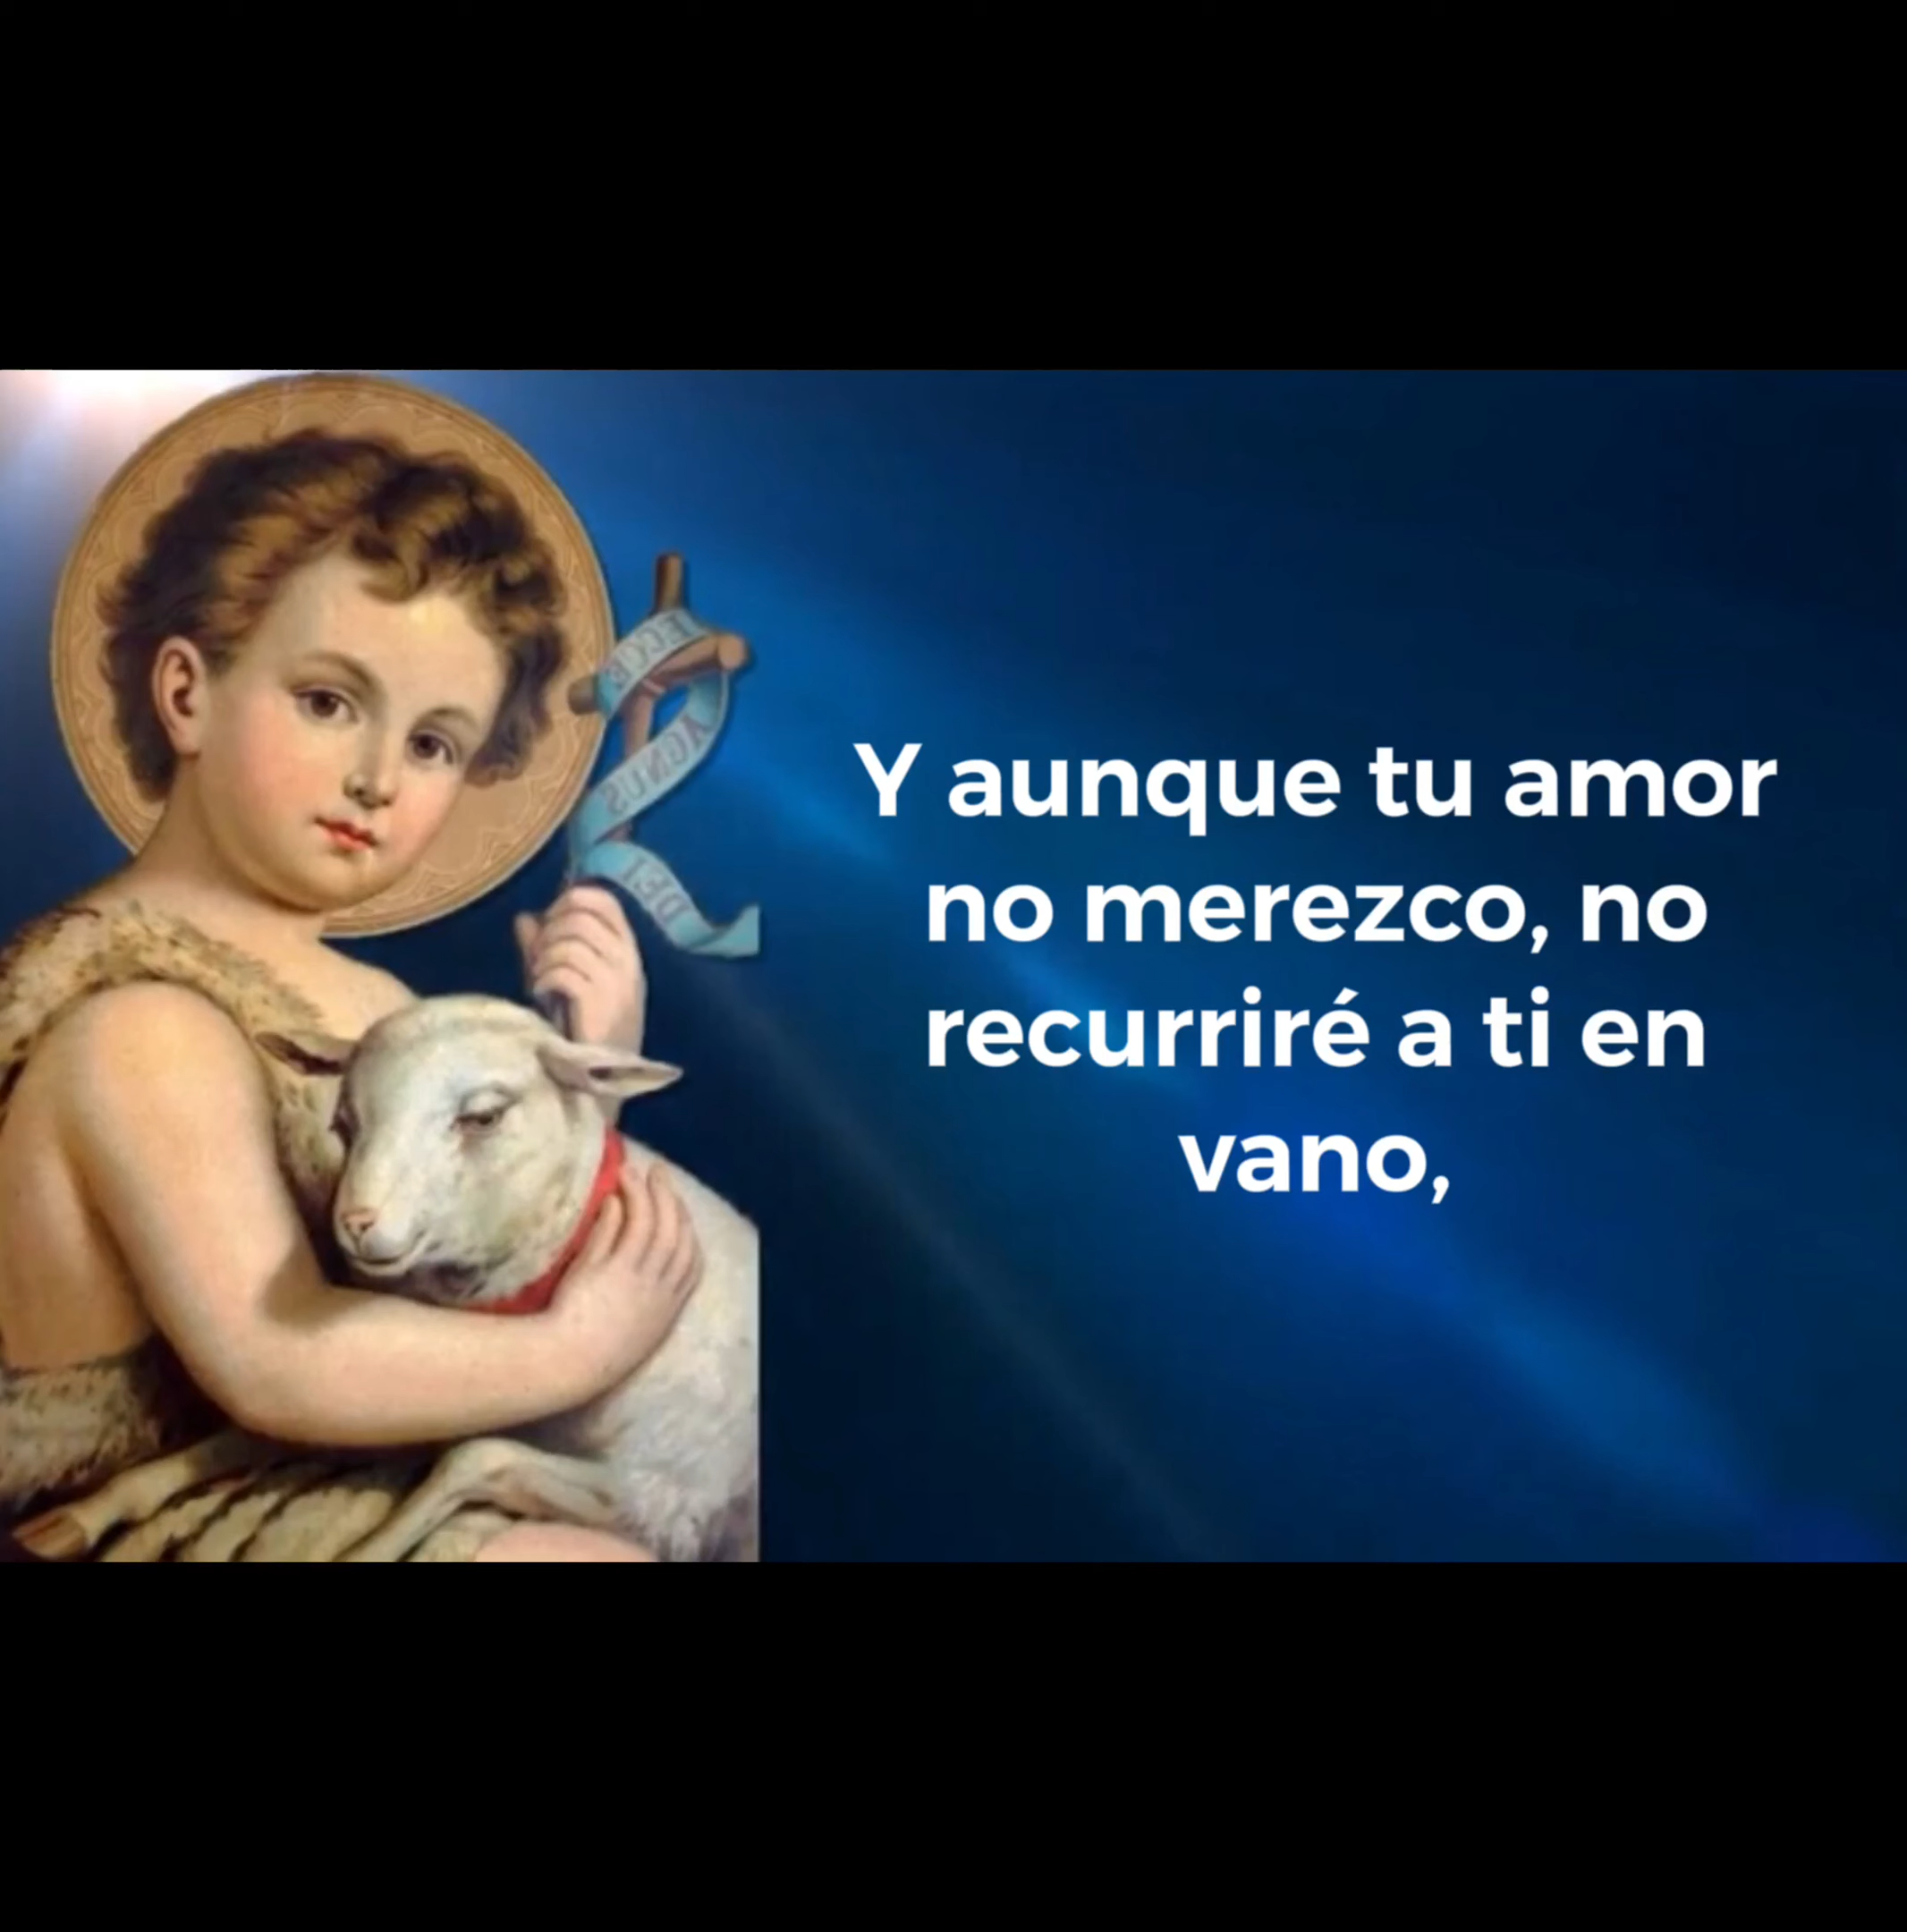 ECCE
AGNUS
DEI
Y aunque tu amor
no merezco, no
recurriré a ti en
vano,